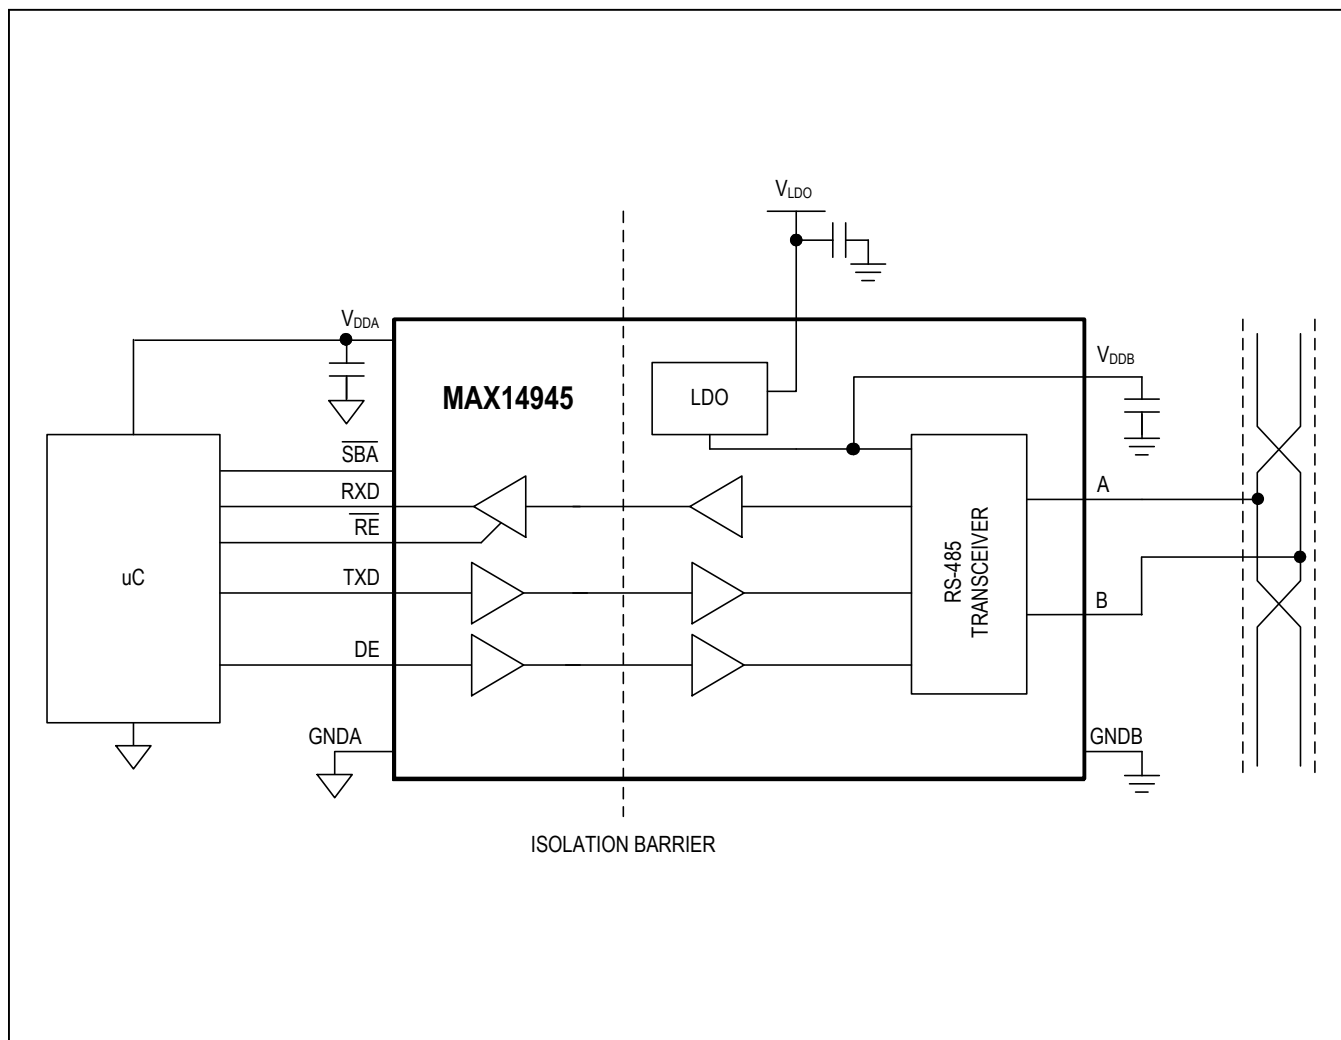 VLDO
VDDA
VDDB
MAX14945
LDO
SBA
RXD
A
RE
uC
TXD
RS-485
TRANSCEIVER
B
DE
GNDA
GNDB
ISOLATION BARRIER